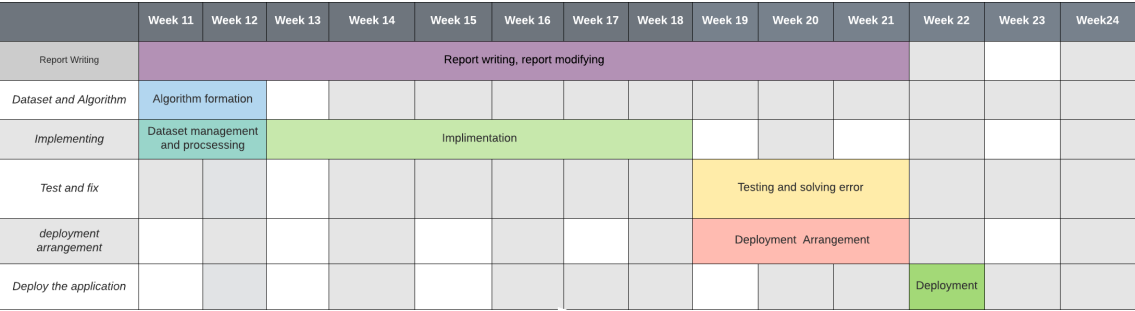 Week 11 Week 12 Week 13 Week 14 Week 15 Week 16 Week 17 Week 18 Week 19 Week 20 Week 21 Week 22 Week 23 Week24
Report Writing Report writing, report modifying
Dataset and Algorithm Algorithm formation
Implementing
Dataset management
and procsessing
Implimentation
Test and fix Testing and solving error
deployment
arrangement
Deployment Arrangement
Deploy the application Deployment